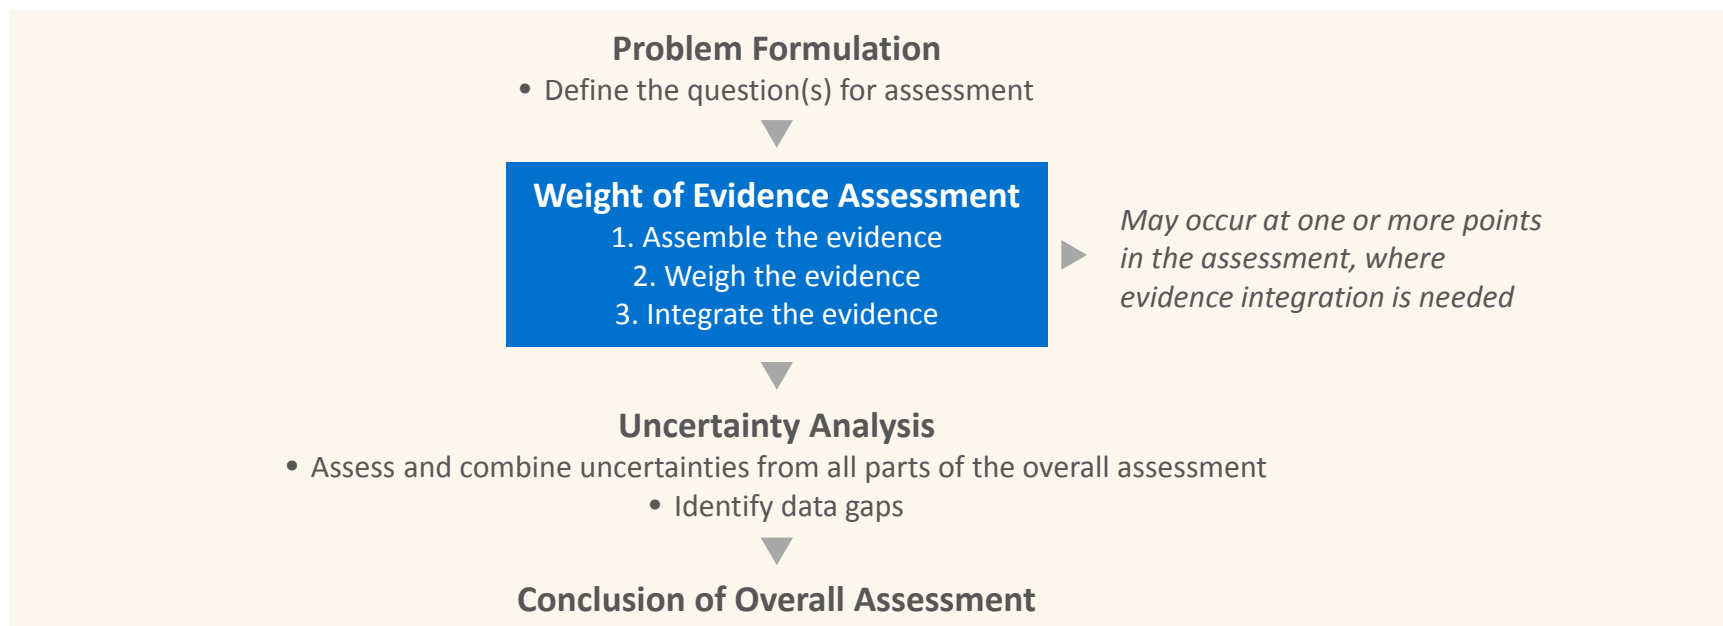 Problem Formulation
• Define the question(s) for assessment
Weight of Evidence Assessment
1. Assemble the evidence
2. Weigh the evidence
3. Integrate the evidence
May occur at one or more points
in the assessment, where
evidence integration is needed
Uncertainty Analysis
• Assess and combine uncertainties from all parts of the overall assessment
• Identify data gaps
Conclusion of Overall Assessment